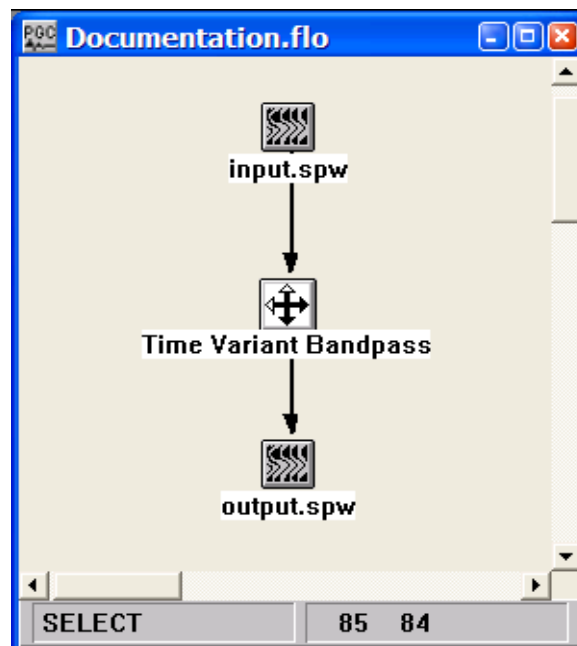 Documentation.flo
input.spw
Time Variant Bandpass
output.spw
SELECT 85 84